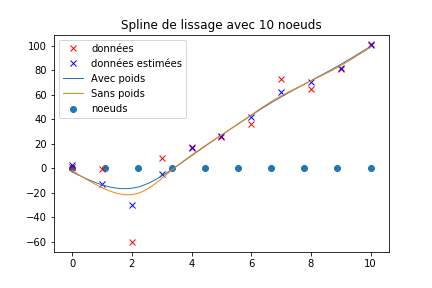 Spline de lissage avec 10 noeuds
données
données estimées
Avec poids
Sans poids
noeuds
100
80
60
40
20
0
−20
−40
−60
0 2 4 6 8 10